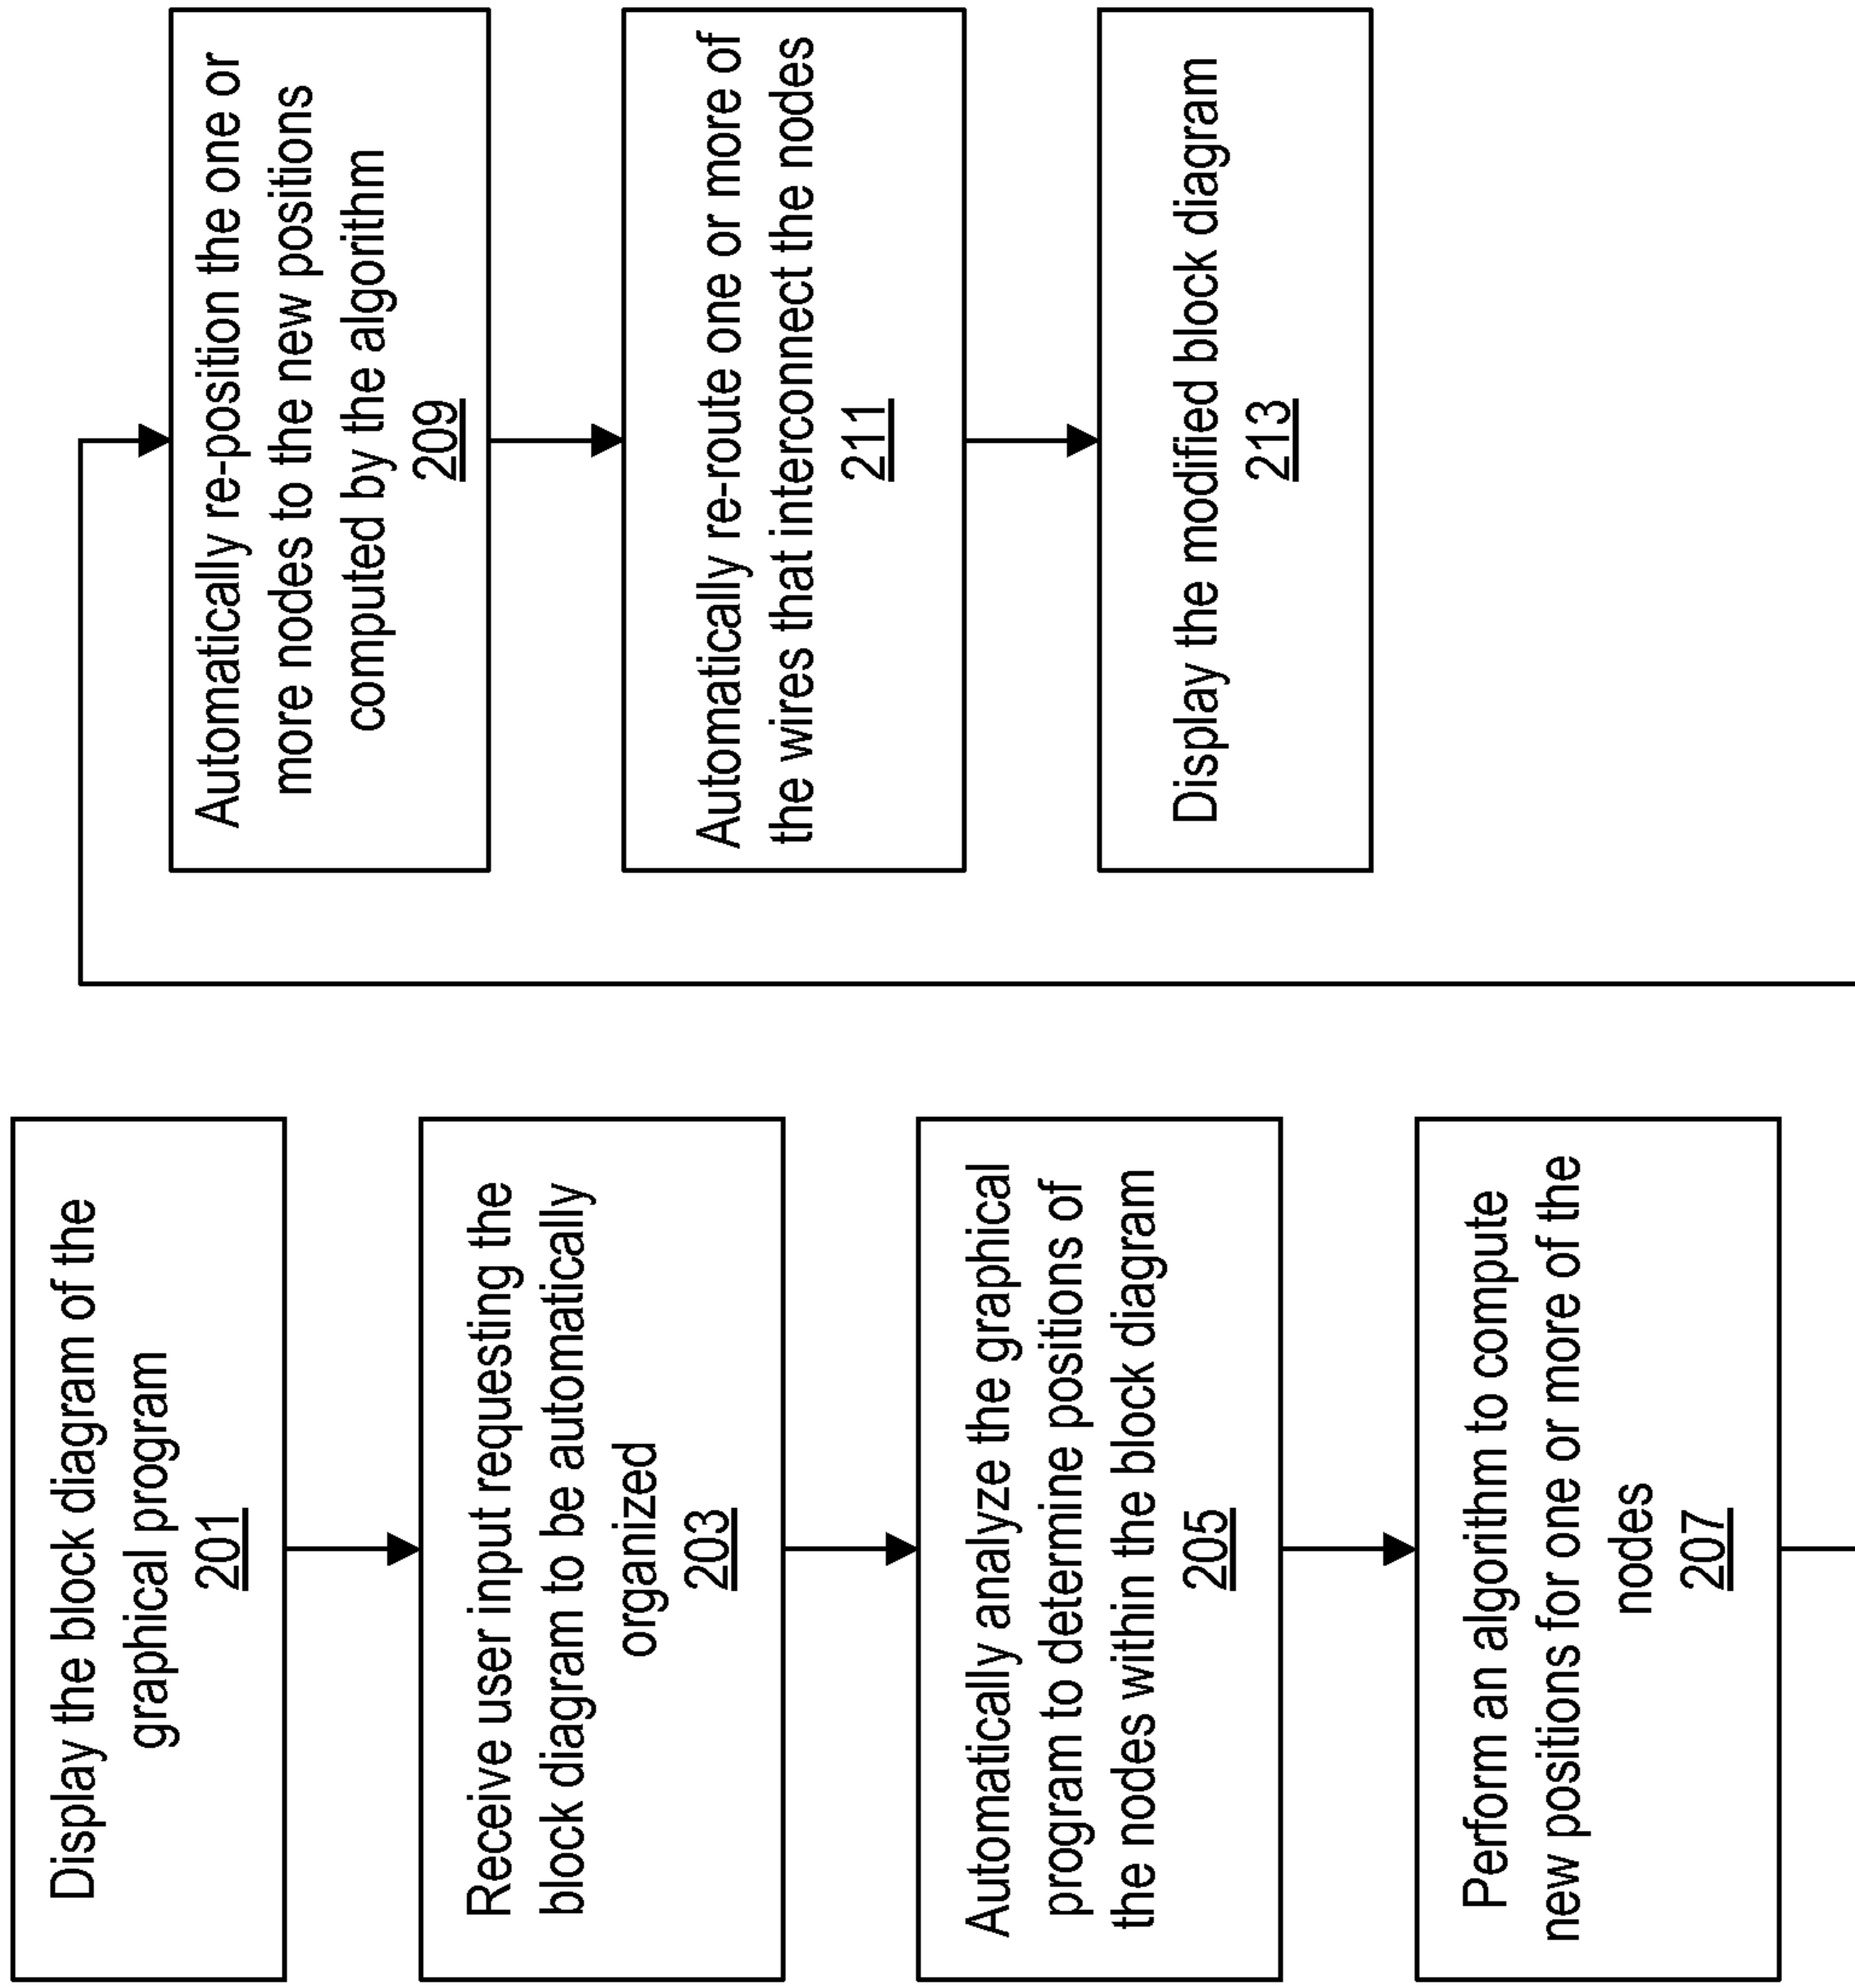 Display the block diagram of the
graphical program
201
Receive user input requesting the
block diagram to be automatically
organized
203
Automatically analyze the graphical
program to determine positions of
the nodes within the block diagram
205
Perform an algorithm to compute
new positions for one or more of the
nodes
207
Automatically re-position the one or
more nodes to the new positions
computed by the algorithm
209
Automatically re-route one or more of
the wires that interconnect the nodes
211
Display the modified block diagram
213